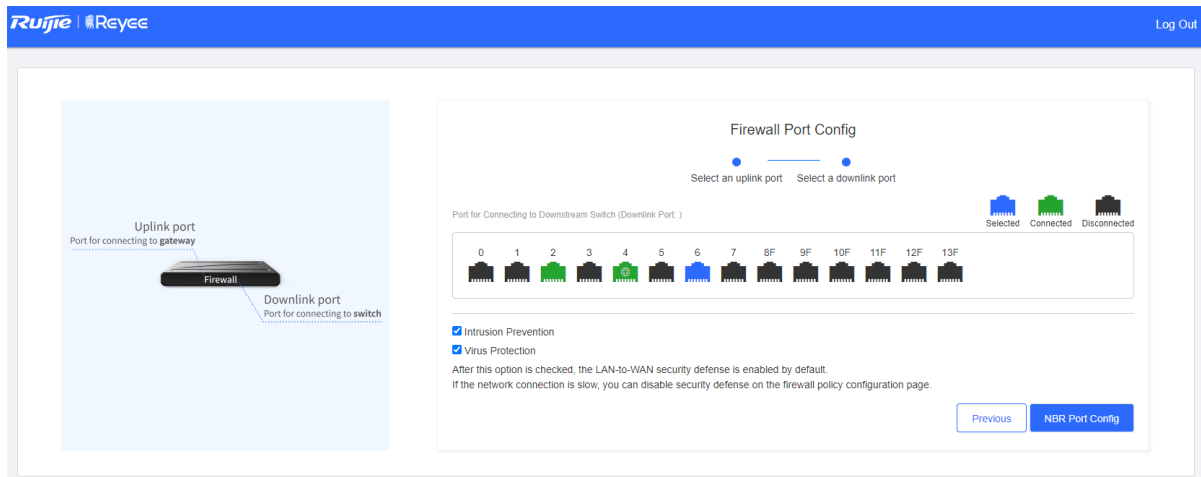 Ruijie | Reyee
Log Out
Uplink port
Port for connecting to gateway
Firewall
Downlink port
Port for connecting to switch
Firewall Port Config
Select an uplink port
Select a downlink port
Port for Connecting to Downstream Switch (Downlink Port: )
Selected Connected Disconnected
0 1 2 3 4 5 6 7 8F 9F 10F 11F 12F 13F
Intrusion Prevention
Virus Protection
After this option is checked, the LAN-to-WAN security defense is enabled by default.
If the network connection is slow, you can disable security defense on the firewall policy configuration page.
Previous
NBR Port Config